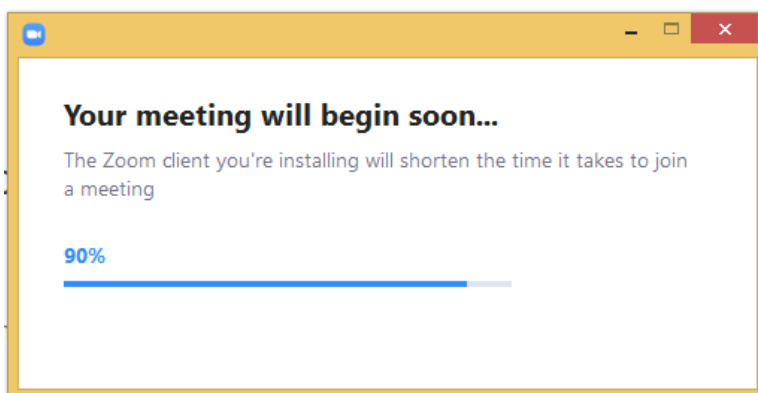 Your meeting will begin soon...
The Zoom client you're installing will shorten the time it takes to join
a meeting
90%